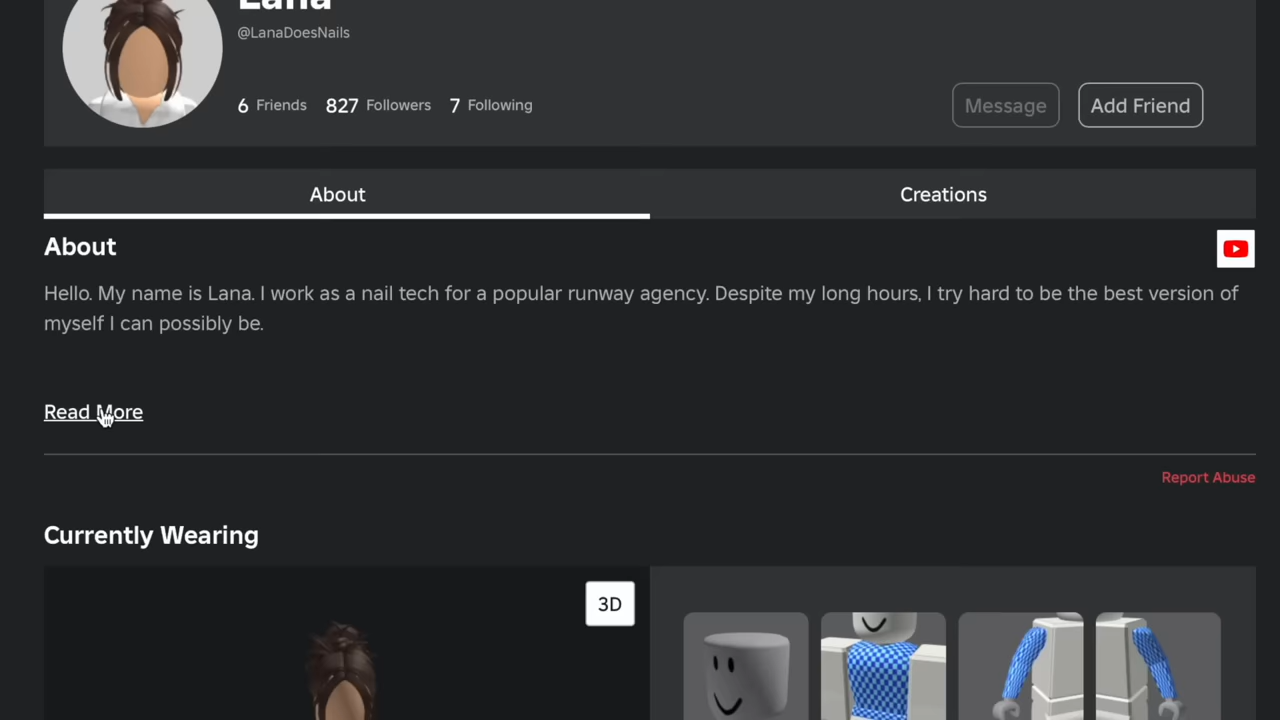 Lana
@LanaDoesNails
6 Friends 827 Followers 7 Following
Message Add Friend
About Creations
About
Hello. My name is Lana. I work as a nail tech for a popular runway agency. Despite my long hours, I try hard to be the best version of
myself I can possibly be.
Read More
Report Abuse
Currently Wearing
3D